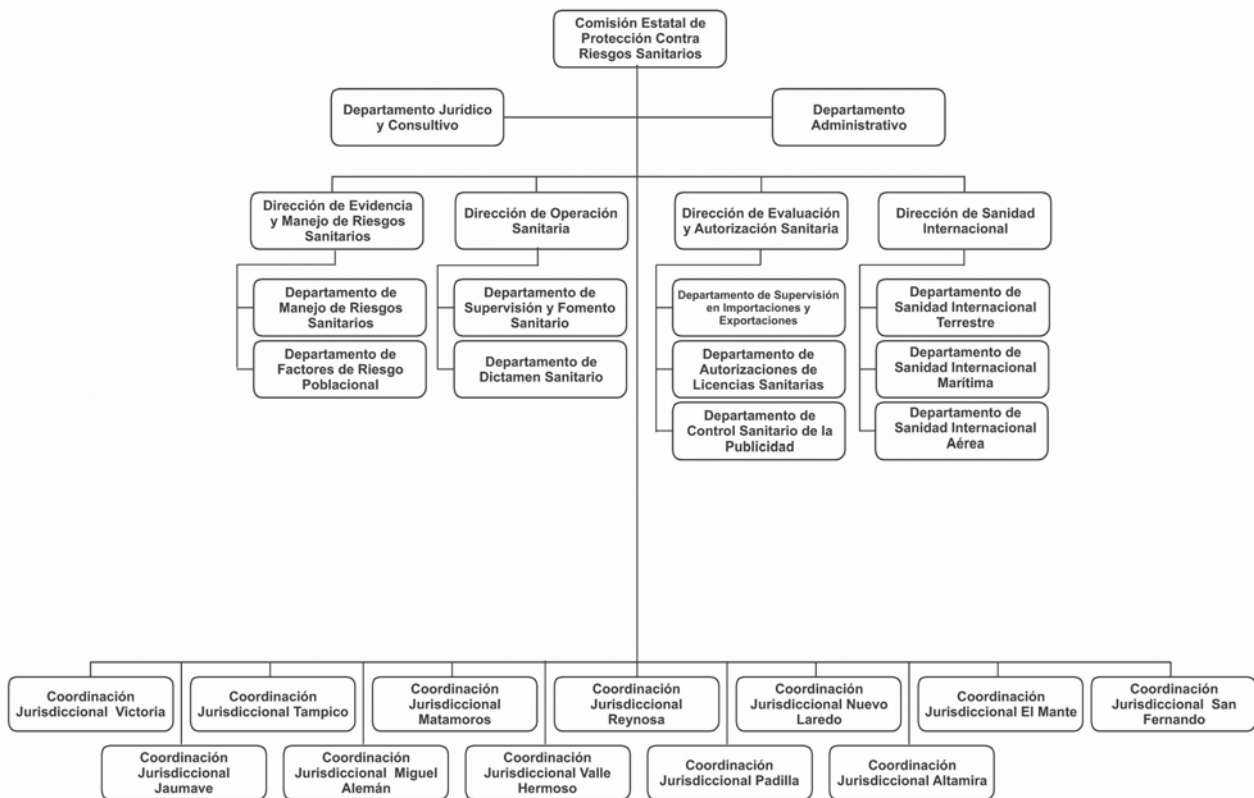 Comisión Estatal de
Protección Contra
Riesgos Sanitarios
Departamento Jurídico
y Consultivo
Departamento
Administrativo
Dirección de Evidencia
y Manejo de Riesgos
Sanitarios
Dirección de Operación
Sanitaria
Dirección de Evaluación
y Autorización Sanitaria
Dirección de Sanidad
Internacional
Departamento de
Manejo de Riesgos
Sanitarios
Departamento de
Supervisión y Fomento
Sanitario
Departamento de Supervisión
en Importaciones y
Exportaciones
Departamento de
Sanidad Internacional
Terrestre
Departamento de
Factores de Riesgo
Poblacional
Departamento de
Dictamen Sanitario
Departamento de
Autorizaciones de
Licencias Sanitarias
Departamento de
Sanidad Internacional
Marítima
Departamento de
Control Sanitario de la
Publicidad
Departamento de
Sanidad Internacional
Aérea
Coordinación
Jurisdiccional Victoria
Coordinación
Jurisdiccional Tampico
Coordinación
Jurisdiccional
Matamoros
Coordinación
Jurisdiccional
Reynosa
Coordinación
Jurisdiccional Nuevo
Laredo
Coordinación
Jurisdiccional El Mante
Coordinación
Jurisdiccional San
Fernando
Coordinación
Jurisdiccional
Jaumave
Coordinación
Jurisdiccional Miguel
Alemán
Coordinación
Jurisdiccional Valle
Hermoso
Coordinación
Jurisdiccional Padilla
Coordinación
Jurisdiccional Altamira